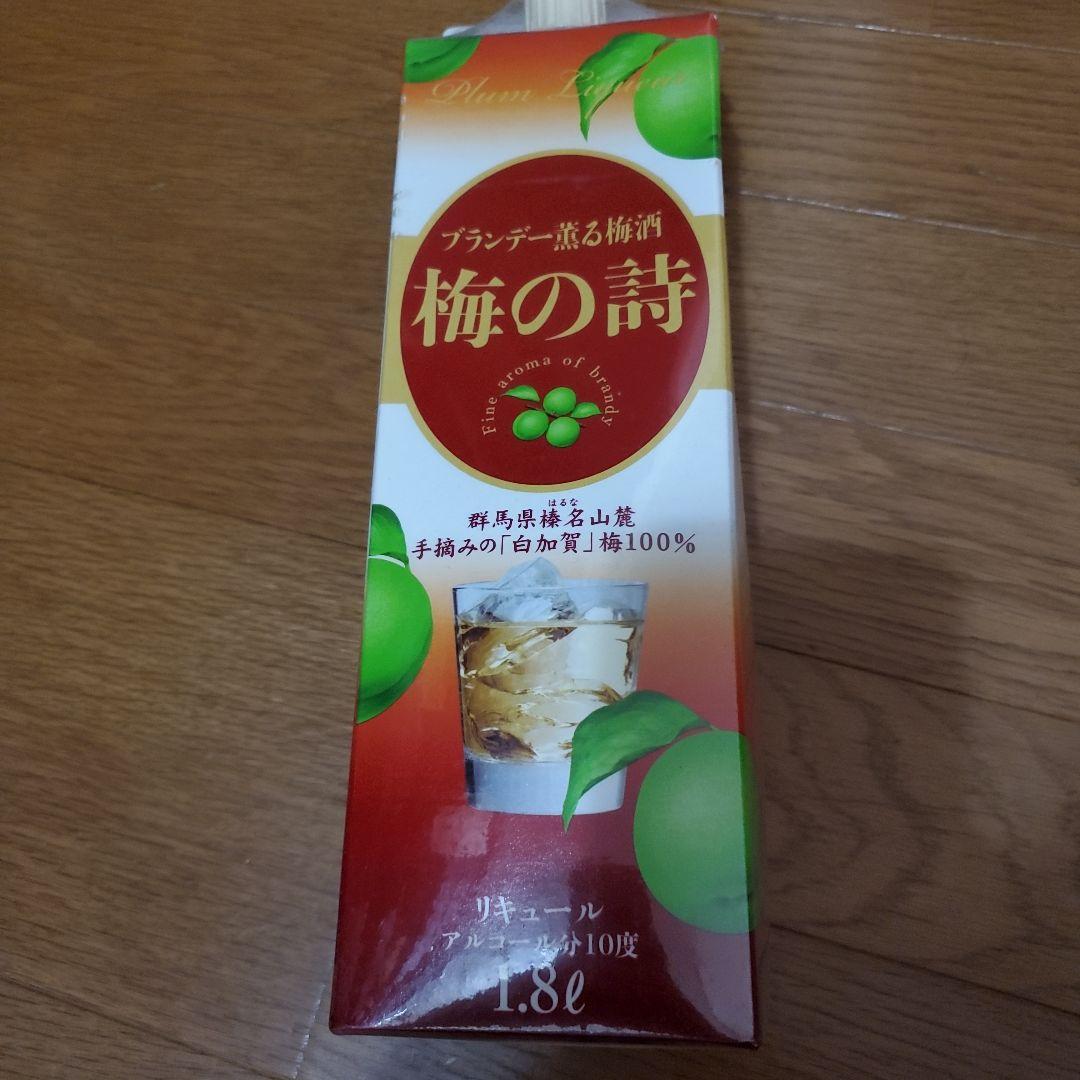 Plum Liqueur
ブランデー薫る梅酒
梅の詩
Fine aroma of brandy
はるな
群馬県榛名山麓
手摘みの「白加賀」梅100%
リキュール
アルコール分10度
1.8ℓ